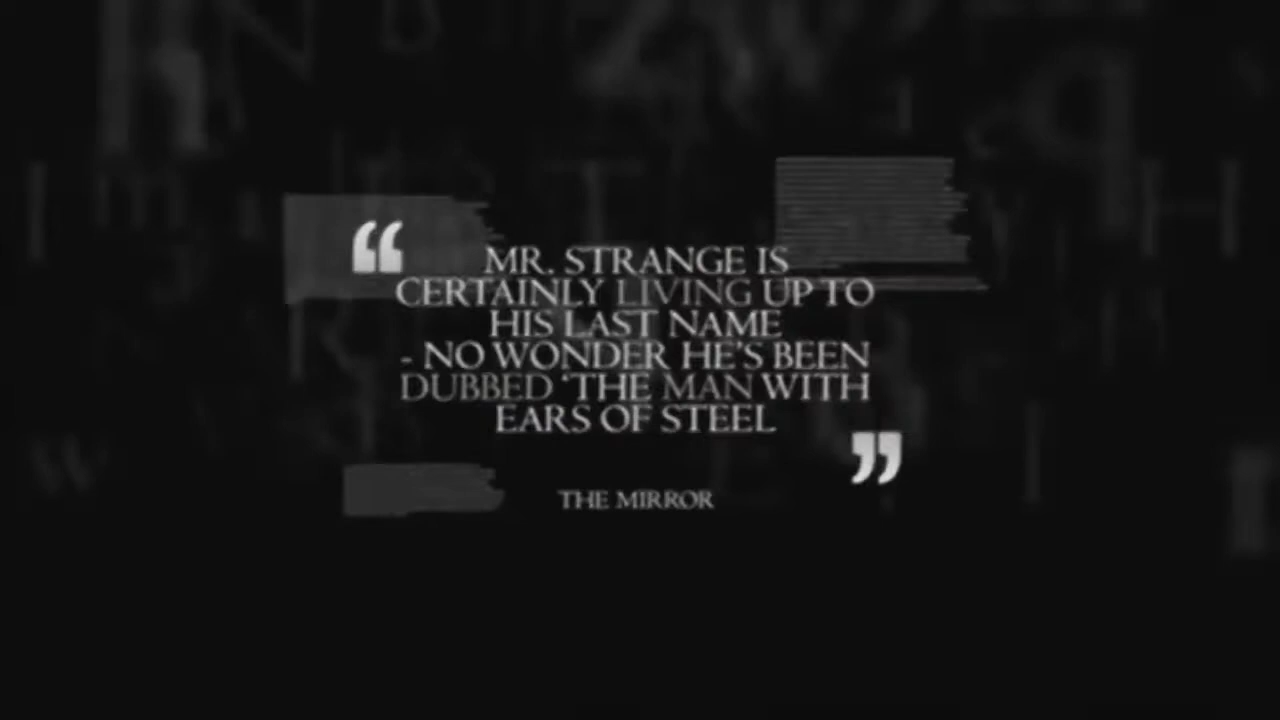 “ MR. STRANGE IS
CERTAINLY LIVING UP TO
HIS LAST NAME
- NO WONDER HE'S BEEN
DUBBED ‘THE MAN WITH
EARS OF STEEL ”
THE MIRROR